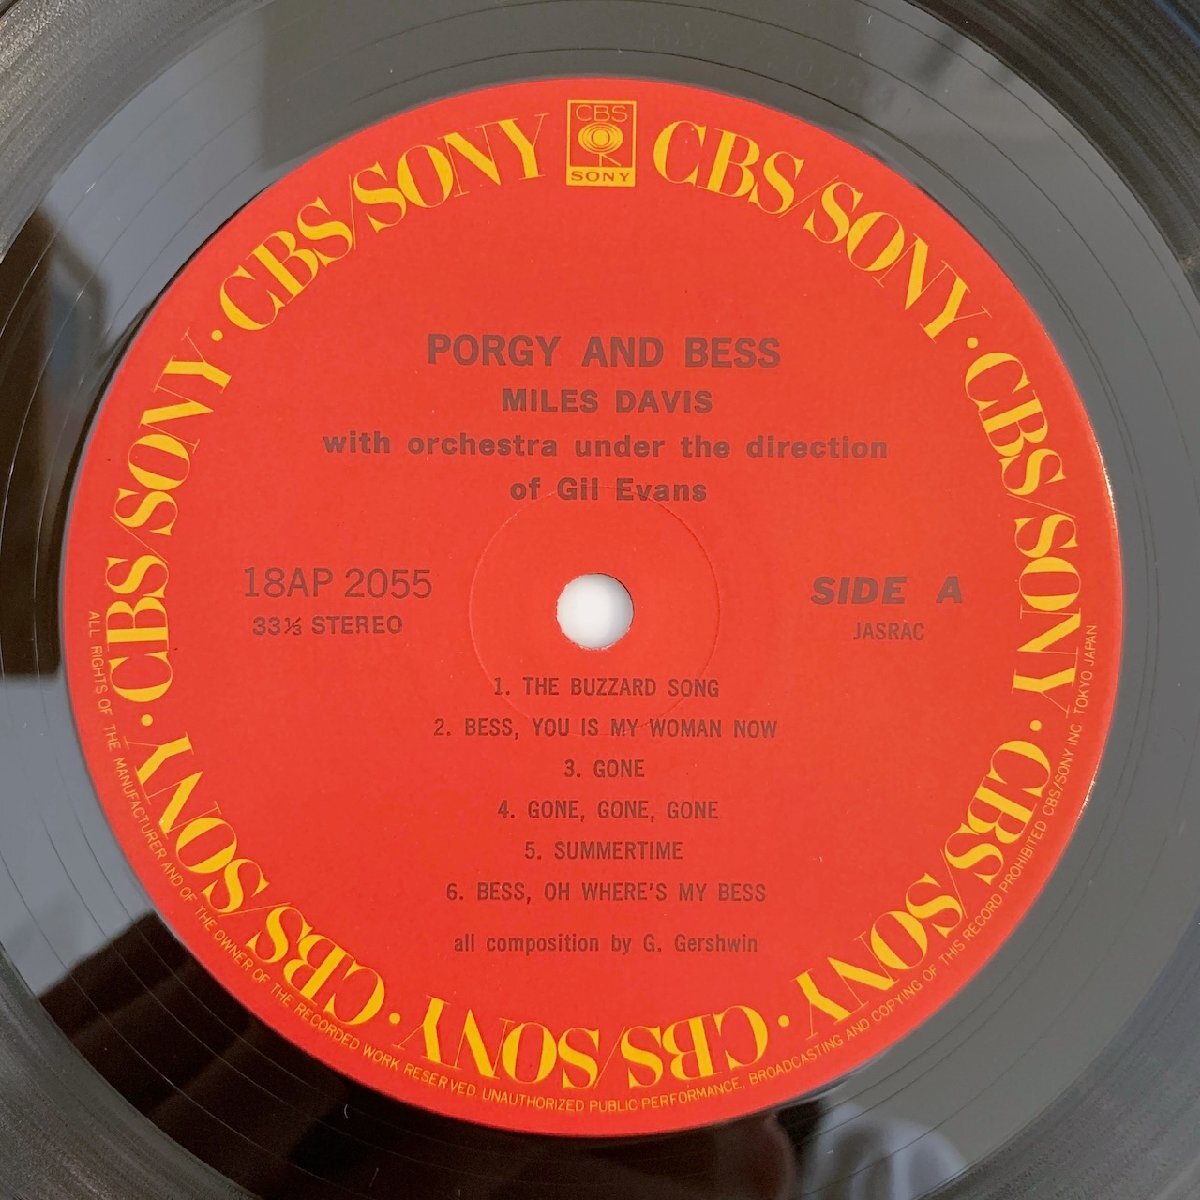 CBS
SONY
CBS/SONY · CBS/SONY · CBS/SONY · CBS/SONY · CBS/SONY · CBS/SONY · CBS/SONY · CBS/SONY · CBS/SONY
PORGY AND BESS
MILES DAVIS
with orchestra under the direction
of Gil Evans
18AP 2055
33⅓ STEREO
SIDE A
JASRAC
1. THE BUZZARD SONG
2. BESS, YOU IS MY WOMAN NOW
3. GONE
4. GONE, GONE, GONE
5. SUMMERTIME
6. BESS, OH WHERE'S MY BESS
all composition by G. Gershwin
ALL RIGHTS OF THE MANUFACTURER AND OF THE OWNER OF THE RECORDED WORK RESERVED. UNAUTHORIZED PUBLIC PERFORMANCE, BROADCASTING AND COPYING OF THIS RECORD PROHIBITED CBS/SONY INC. TOKYO JAPAN